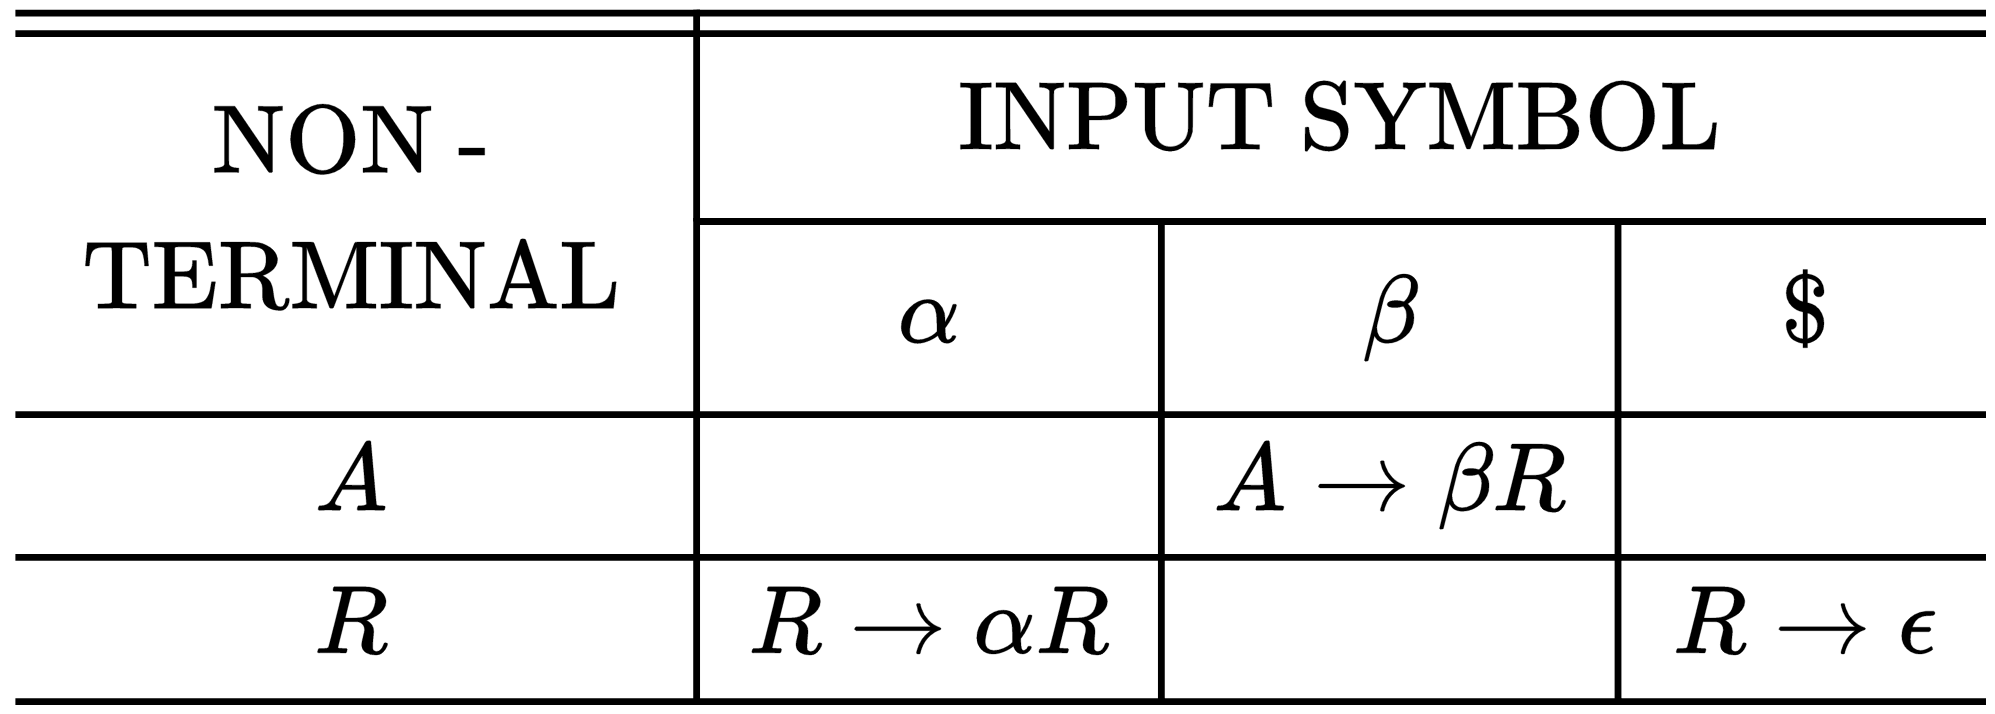 NON -
TERMINAL
INPUT SYMBOL
α β $
A A → βR
R R → αR R → ϵ